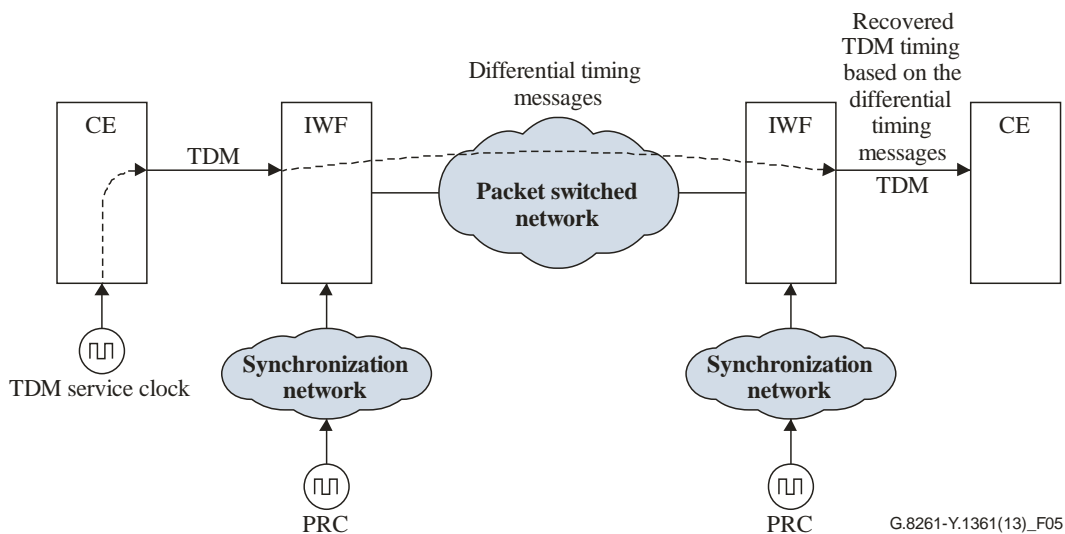 Recovered
TDM timing
based on the
differential
timing
messages
Differential timing
messages
CE
IWF
IWF
CE
TDM
TDM
Packet switched
network
Synchronization
network
Synchronization
network
TDM service clock
PRC
PRC
G.8261-Y.1361(13)_F05